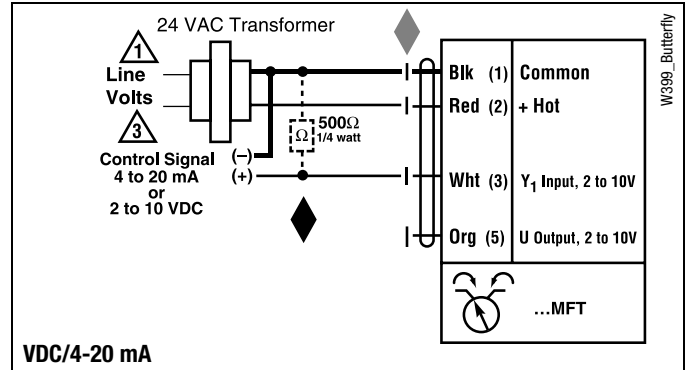 24 VAC Transformer
1
Line
Volts
3
Control Signal
4 to 20 mA
or
2 to 10 VDC
(–)
(+)
Ω
500Ω
1/4 watt
Blk (1) Common
Red (2) + Hot
Wht (3) Y1 Input, 2 to 10V
Org (5) U Output, 2 to 10V
...MFT
VDC/4-20 mA
W399_Butterfly